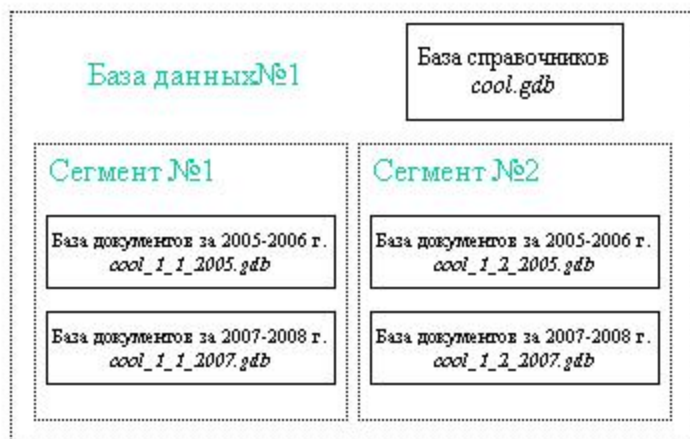 База данных№1
База справочников
cool.gdb
Сегмент №1
База документов за 2005-2006 г.
cool_1_1_2005.gdb
База документов за 2007-2008 г.
cool_1_1_2007.gdb
Сегмент №2
База документов за 2005-2006 г.
cool_1_2_2005.gdb
База документов за 2007-2008 г.
cool_1_2_2007.gdb